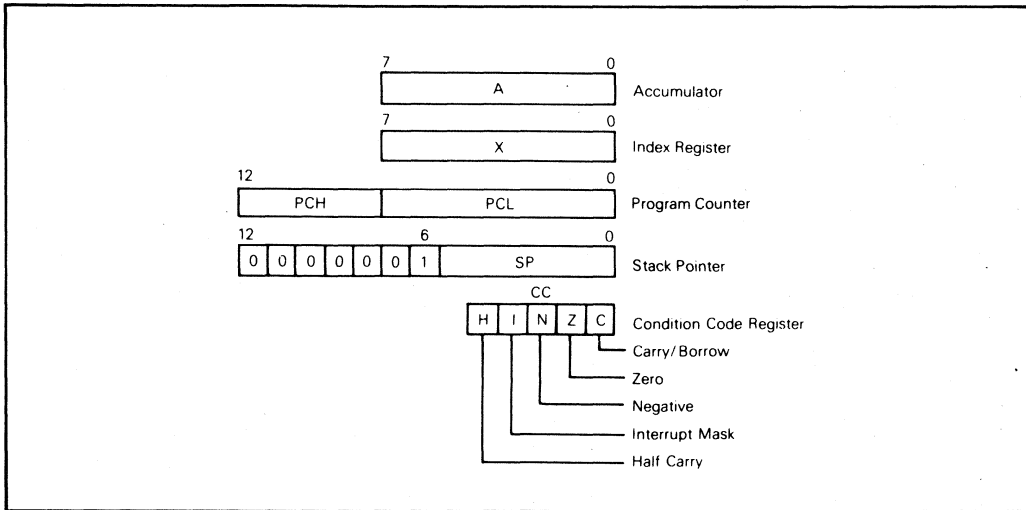 7 0
A Accumulator
7 0
X Index Register
12 0
PCH PCL Program Counter
12 6 0
0 0 0 0 0 0 1 SP Stack Pointer
CC
H I N Z C Condition Code Register
Carry/Borrow
Zero
Negative
Interrupt Mask
Half Carry